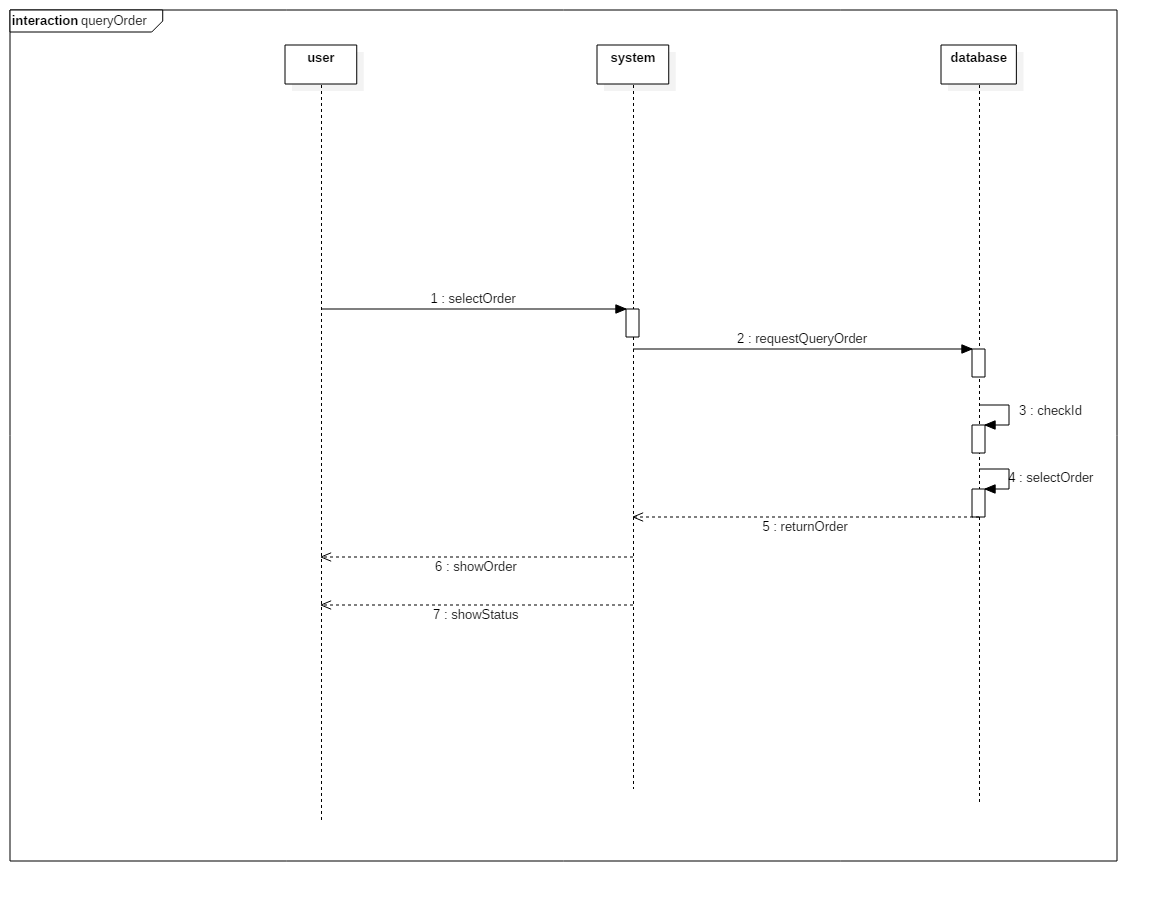 interaction queryOrder
user
system
database
1 : selectOrder
2 : requestQueryOrder
3 : checkId
4 : selectOrder
5 : returnOrder
6 : showOrder
7 : showStatus